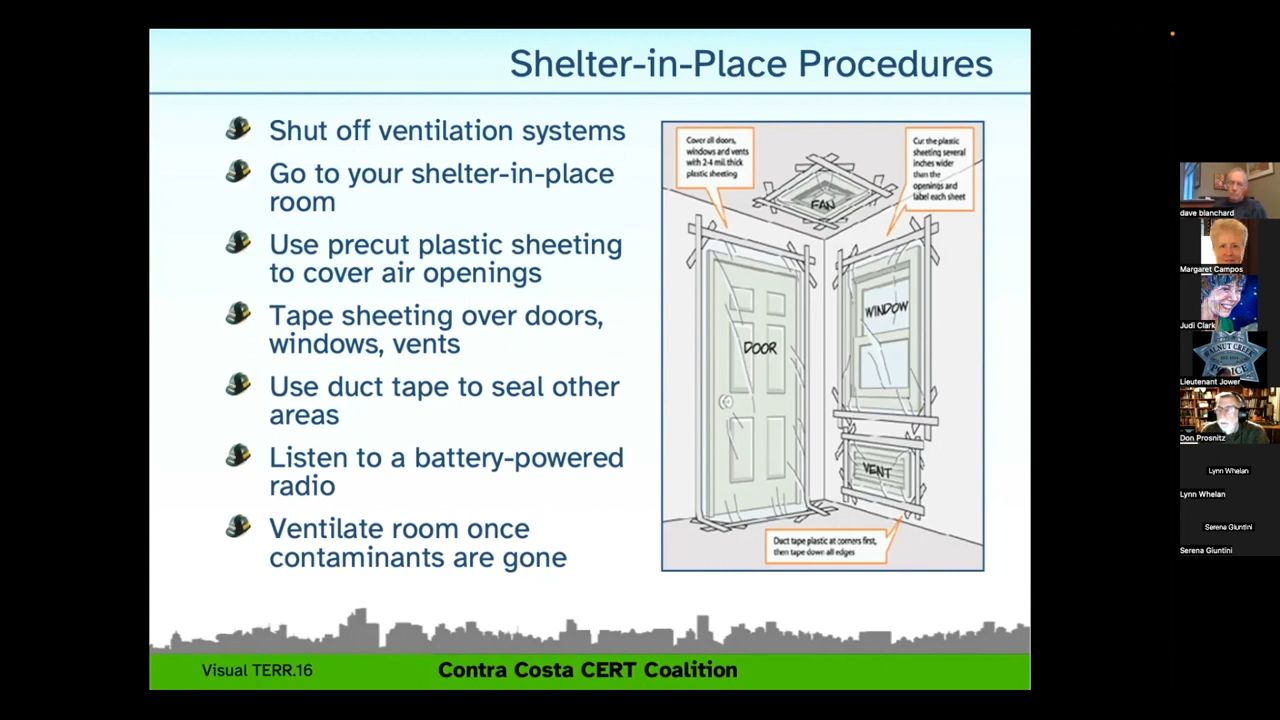 Shelter-in-Place Procedures
Shut off ventilation systems
Go to your shelter-in-place
room
Use precut plastic sheeting
to cover air openings
Tape sheeting over doors,
windows, vents
Use duct tape to seal other
areas
Listen to a battery-powered
radio
Ventilate room once
contaminants are gone
Cover all doors,
windows and vents
with 2-4 mil thick
plastic sheeting
Cut the plastic
sheeting several
inches wider
than the
openings and
label each sheet
FAN
DOOR
WINDOW
VENT
Duct tape plastic at corners first,
then tape down all edges
Visual TERR.16
Contra Costa CERT Coalition
dave blanchard
Margaret Campos
Judi Clark
WALNUT CREEK
POLICE
Lieutenant Jower
Don Prosnitz
Lynn Whelan
Lynn Whelan
Serena Giuntini
Serena Giuntini